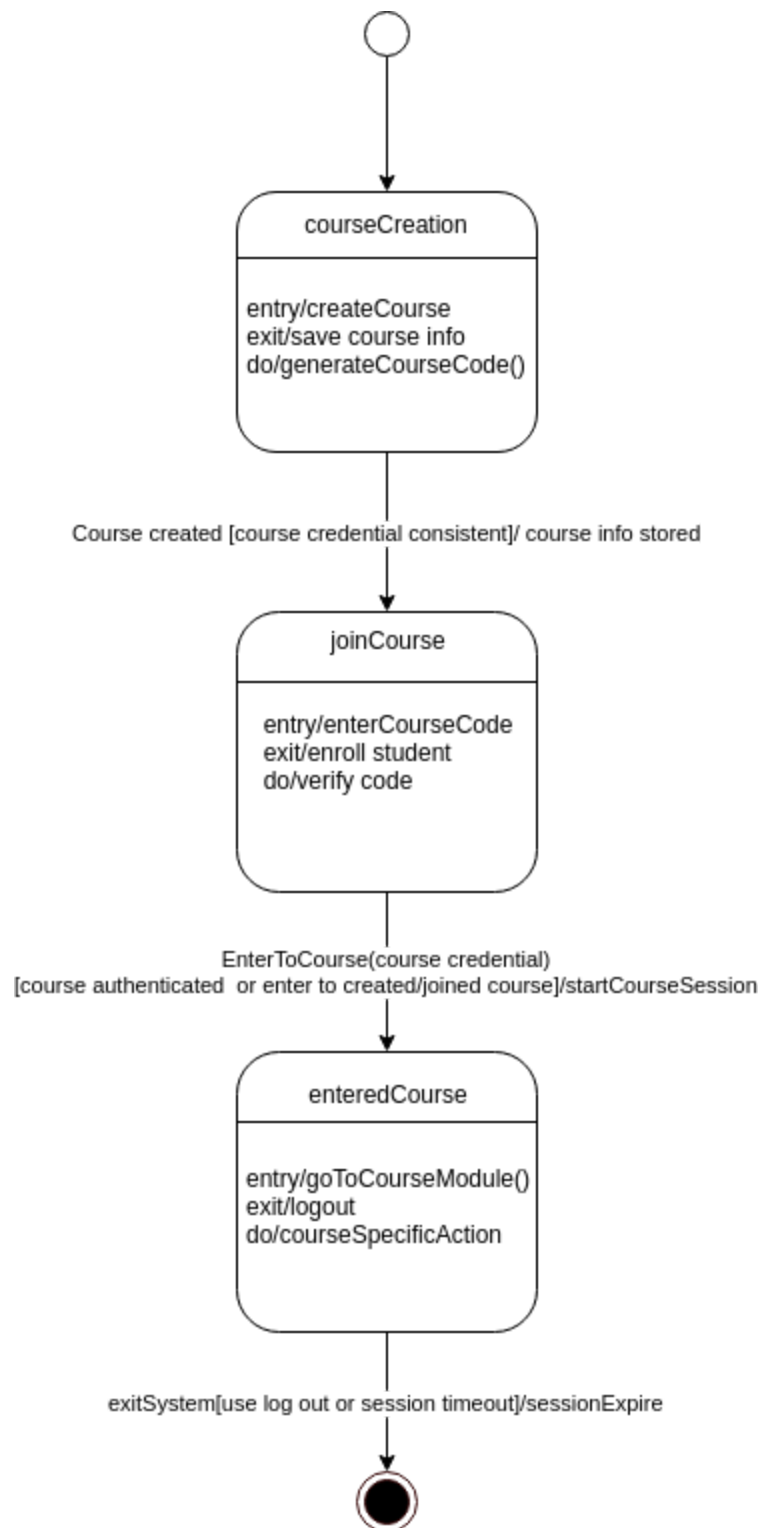 courseCreation
entry/createCourse
exit/save course info
do/generateCourseCode()
Course created [course credential consistent]/ course info stored
joinCourse
entry/enterCourseCode
exit/enroll student
do/verify code
EnterToCourse(course credential)
[course authenticated  or enter to created/joined course]/startCourseSession
enteredCourse
entry/goToCourseModule()
exit/logout
do/courseSpecificAction
exitSystem[use log out or session timeout]/sessionExpire